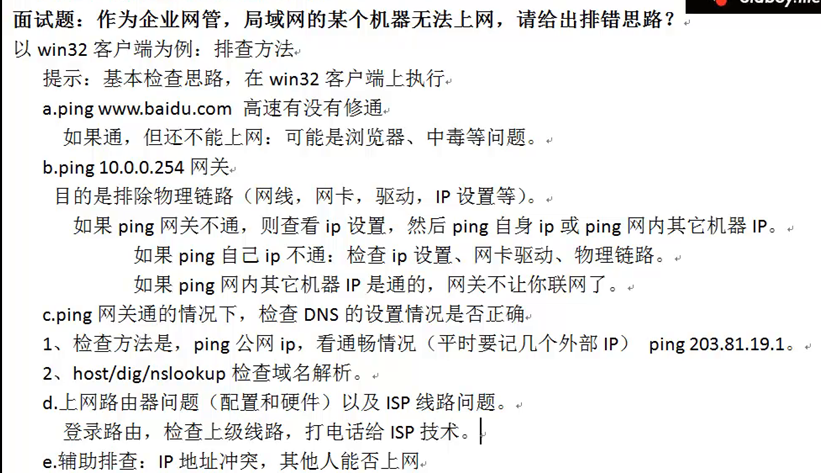 oldboy.
面试题：作为企业网管，局域网的某个机器无法上网，请给出排错思路？
以 win32 客户端为例：排查方法
提示：基本检查思路，在 win32 客户端上执行
a.ping www.baidu.com 高速有没有修通
如果通，但还不能上网：可能是浏览器、中毒等问题。
b.ping 10.0.0.254 网关
目的是排除物理链路（网线，网卡，驱动，IP 设置等）。
如果 ping 网关不通，则查看 ip 设置，然后 ping 自身 ip 或 ping 网内其它机器 IP。
如果 ping 自己 ip 不通：检查 ip 设置、网卡驱动、物理链路。
如果 ping 网内其它机器 IP 是通的，网关不让你联网了。
c.ping 网关通的情况下，检查 DNS 的设置情况是否正确
1、检查方法是，ping 公网 ip，看通畅情况（平时要记几个外部 IP） ping 203.81.19.1。
2、host/dig/nslookup 检查域名解析。
d.上网路由器问题（配置和硬件）以及 ISP 线路问题。
登录路由，检查上级线路，打电话给 ISP 技术。
e.辅助排查：IP 地址冲突，其他人能否上网